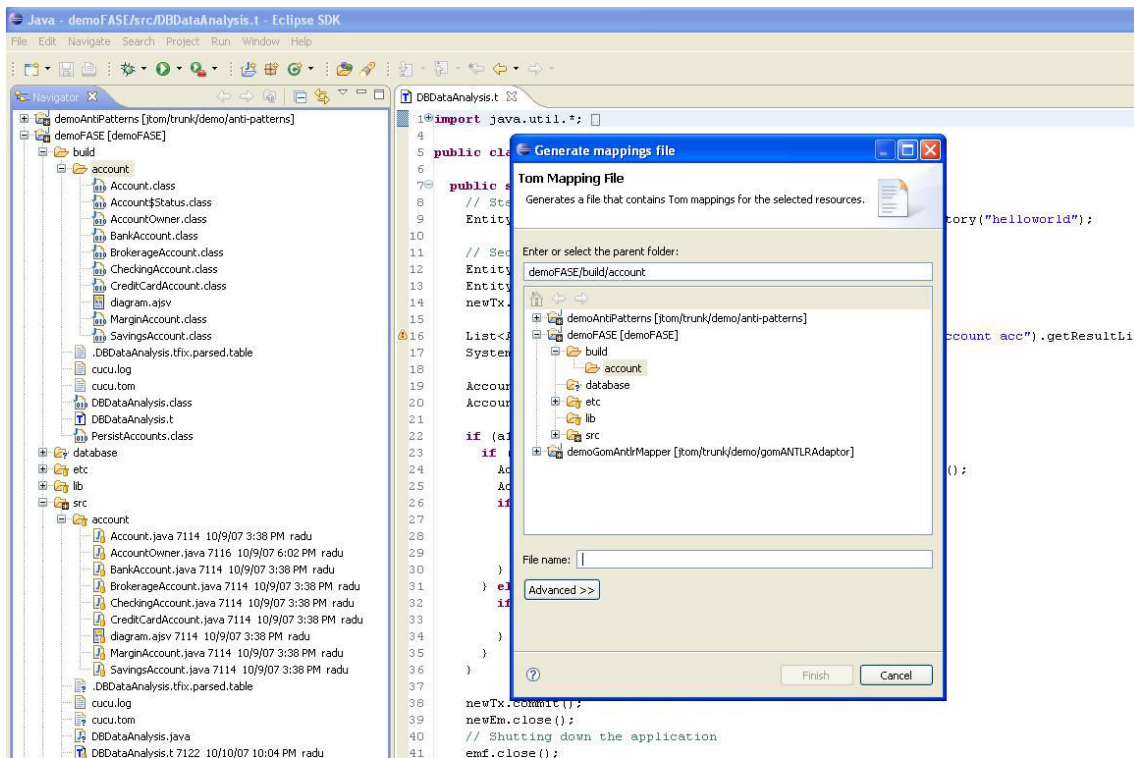 Java - demoFASE/src/DBDataAnalysis.t - Eclipse SDK
File Edit Navigate Search Project Run Window Help
Navigator
demoAntiPatterns [jtom/trunk/demo/anti-patterns]
demoFASE [demoFASE]
build
account
Account.class
Account$Status.class
AccountOwner.class
BankAccount.class
BrokerageAccount.class
CheckingAccount.class
CreditCardAccount.class
diagram.ajsv
MarginAccount.class
SavingsAccount.class
.DBDataAnalysis.tfix.parsed.table
cucu.log
cucu.tom
DBDataAnalysis.class
DBDataAnalysis.t
PersistAccounts.class
database
etc
lib
src
account
Account.java 7114 10/9/07 3:38 PM radu
AccountOwner.java 7116 10/9/07 6:02 PM radu
BankAccount.java 7114 10/9/07 3:38 PM radu
BrokerageAccount.java 7114 10/9/07 3:38 PM radu
CheckingAccount.java 7114 10/9/07 3:38 PM radu
CreditCardAccount.java 7114 10/9/07 3:38 PM radu
diagram.ajsv 7114 10/9/07 3:38 PM radu
MarginAccount.java 7114 10/9/07 3:38 PM radu
SavingsAccount.java 7114 10/9/07 3:38 PM radu
.DBDataAnalysis.tfix.parsed.table
cucu.log
cucu.tom
DBDataAnalysis.java
DBDataAnalysis.t 7122 10/10/07 10:04 PM radu
DBDataAnalysis.t
1 import java.util.*;
4
5 public cla
6
7 public s
8 // Sta
9 Entity tory("helloworld");
10
11 // Sec
12 Entity
13 Entity
14 newTx.
15
16 List<A ccount acc").getResultLi
17 System
18
19 Accour
20 Accour
21
22 if (a1
23 if (
24 Ac ();
25 Ac
26 if
27
28
29
30 }
31 } el
32 if
33
34 }
35 }
36 }
37
38 newTx.commit();
39 newEm.close();
40 // Shutting down the application
41 emf.close();
Generate mappings file
Tom Mapping File
Generates a file that contains Tom mappings for the selected resources.
Enter or select the parent folder:
demoFASE/build/account
demoAntiPatterns [jtom/trunk/demo/anti-patterns]
demoFASE [demoFASE]
build
account
database
etc
lib
src
demoGomAntlrMapper [jtom/trunk/demo/gomANTLRAdaptor]
File name:
Advanced >>
Finish Cancel